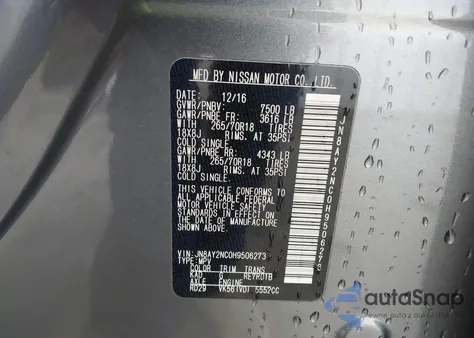 MFD BY NISSAN MOTOR CO., LTD.
12/16
GVWR/PNBV: 7500 LB
GAWR/PNBE FR: 3616 LB
WITH 265/70R18 TIRES
18X8J RIMS, AT 35PSI
COLD SINGLE.
GAWR/PNBE RR: 4343 LB
WITH 265/70R18 TIRES
18X8J RIMS, AT 35PSI
COLD SINGLE.
THIS VEHICLE CONFORMS TO
ALL APPLICABLE FEDERAL
MOTOR VEHICLE SAFETY
STANDARDS IN EFFECT ON
THE DATE OF MANUFACTURE
SHOWN ABOVE.
VIN: JN8AY2NC0H9506273
TYPE: MPV
COLOR TRIM TRANS
KAD G RE7R01B
AXLE ENGINE
RD29 VK56(VD) 5552CC
JN8AY2NC0H9506273
autoSnap